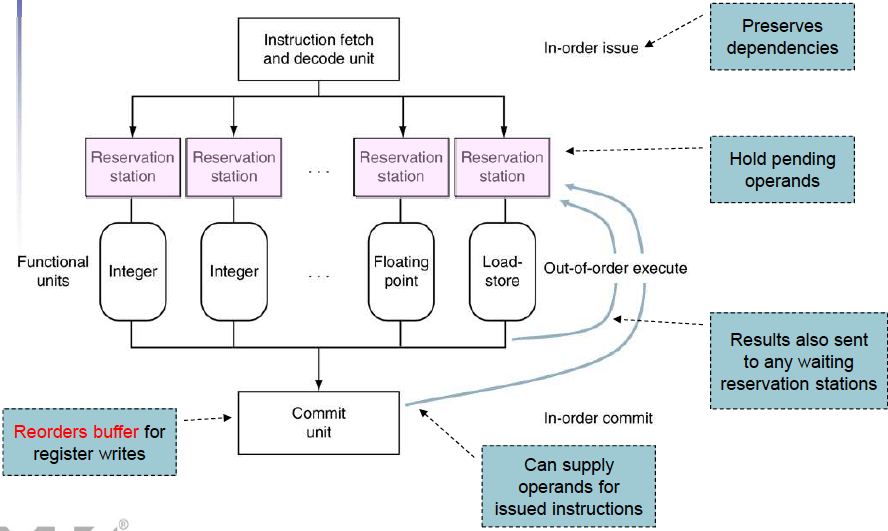 Instruction fetch
and decode unit
In-order issue
Preserves
dependencies
Reservation
station
Reservation
station
. . .
Reservation
station
Reservation
station
Hold pending
operands
Functional
units
Integer
Integer
. . .
Floating
point
Load-
store
Out-of-order execute
Results also sent
to any waiting
reservation stations
Reorders buffer for
register writes
Commit
unit
In-order commit
Can supply
operands for
issued instructions
®